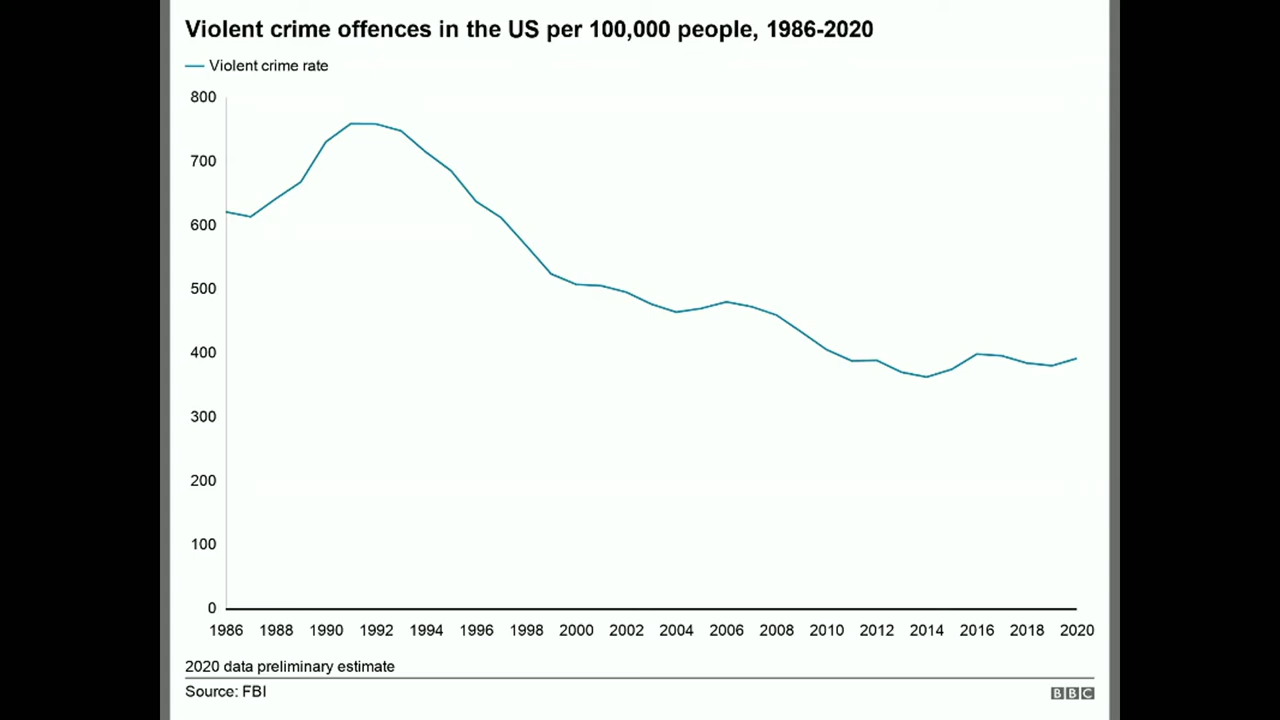 Violent crime offences in the US per 100,000 people, 1986-2020
Violent crime rate
800
700
600
500
400
300
200
100
0
1986 1988 1990 1992 1994 1996 1998 2000 2002 2004 2006 2008 2010 2012 2014 2016 2018 2020
2020 data preliminary estimate
Source: FBI
BBC